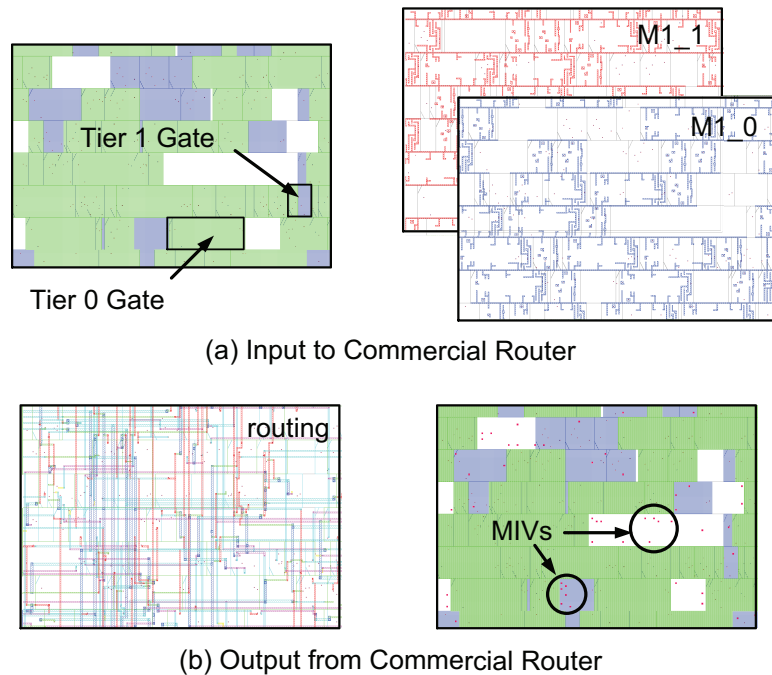 M1_1
M1_0
Tier 1 Gate
Tier 0 Gate
(a) Input to Commercial Router
routing
MIVs
(b) Output from Commercial Router